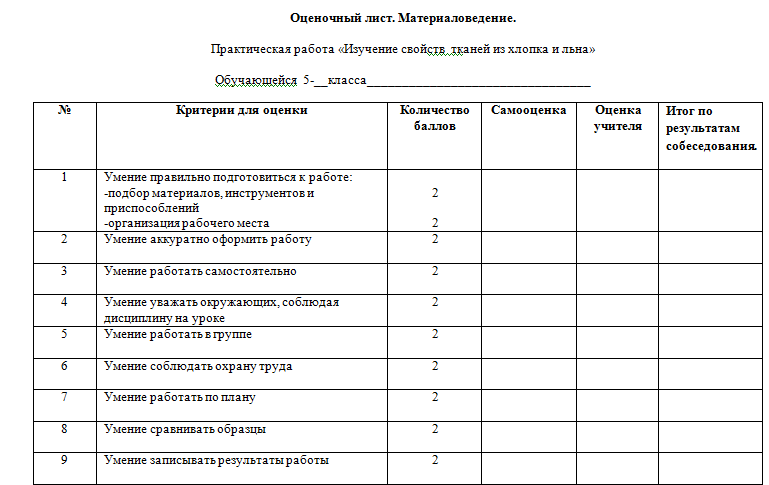 Оценочный лист. Материаловедение.
Практическая работа «Изучение свойств тканей из хлопка и льна»
Обучающейся 5-__класса________________________________
№ Критерии для оценки Количество баллов Самооценка Оценка учителя Итог по результатам собеседования.
1 Умение правильно подготовиться к работе:
-подбор материалов, инструментов и 2
приспособлений
-организация рабочего места 2
2 Умение аккуратно оформить работу 2
3 Умение работать самостоятельно 2
4 Умение уважать окружающих, соблюдая 2
дисциплину на уроке
5 Умение работать в группе 2
6 Умение соблюдать охрану труда 2
7 Умение работать по плану 2
8 Умение сравнивать образцы 2
9 Умение записывать результаты работы 2